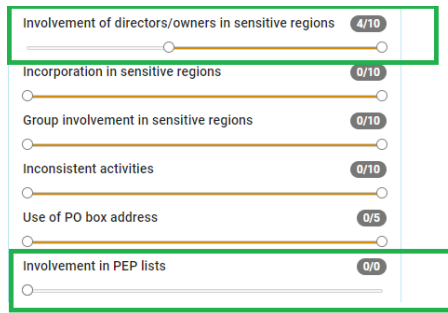 Involvement of directors/owners in sensitive regions 4/10
Incorporation in sensitive regions 0/10
Group involvement in sensitive regions 0/10
Inconsistent activities 0/10
Use of PO box address 0/5
Involvement in PEP lists 0/0